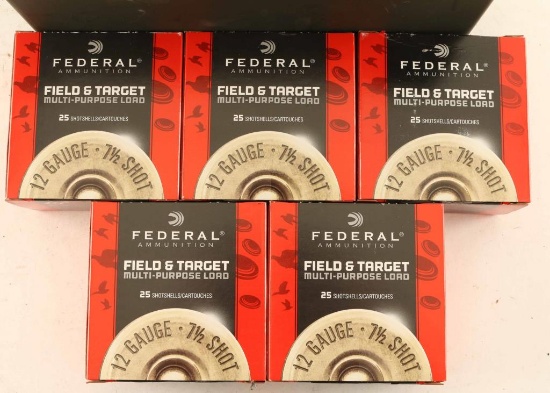 FEDERAL®
AMMUNITION
FIELD & TARGET
MULTI-PURPOSE LOAD
25 SHOTSHELLS/CARTOUCHES
12 GAUGE · 7½ SHOT
FEDERAL®
AMMUNITION
FIELD & TARGET
MULTI-PURPOSE LOAD
25 SHOTSHELLS/CARTOUCHES
12 GAUGE · 7½ SHOT
FEDERAL®
AMMUNITION
FIELD & TARGET
MULTI-PURPOSE LOAD
25 SHOTSHELLS/CARTOUCHES
12 GAUGE · 7½ SHOT
FEDERAL®
AMMUNITION
FIELD & TARGET
MULTI-PURPOSE LOAD
25 SHOTSHELLS/CARTOUCHES
12 GAUGE · 7½ SHOT
FEDERAL®
AMMUNITION
FIELD & TARGET
MULTI-PURPOSE LOAD
25 SHOTSHELLS/CARTOUCHES
12 GAUGE · 7½ SHOT